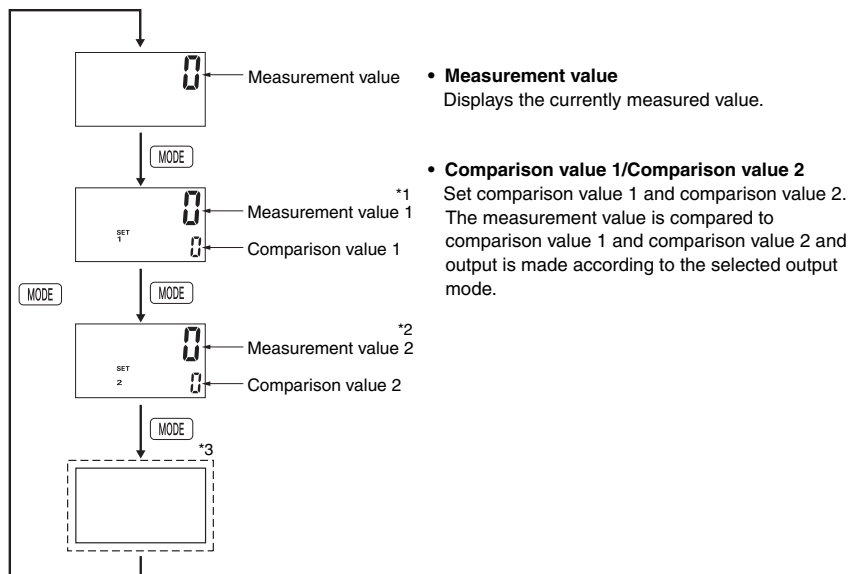 0
Measurement value
MODE
*1
0
Measurement value 1
SET
1
0
Comparison value 1
MODE
MODE
*2
0
Measurement value 2
SET
2
0
Comparison value 2
MODE
*3
• Measurement value
Displays the currently measured value.
• Comparison value 1/Comparison value 2
Set comparison value 1 and comparison value 2.
The measurement value is compared to
comparison value 1 and comparison value 2 and
output is made according to the selected output
mode.